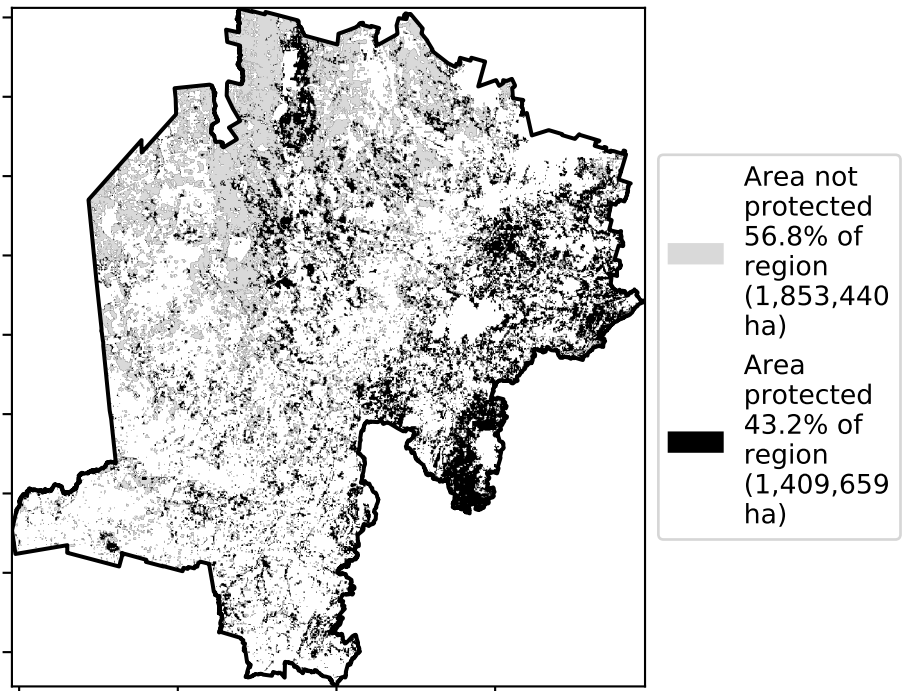 Area not
protected
56.8% of
region
(1,853,440
ha)
Area
protected
43.2% of
region
(1,409,659
ha)